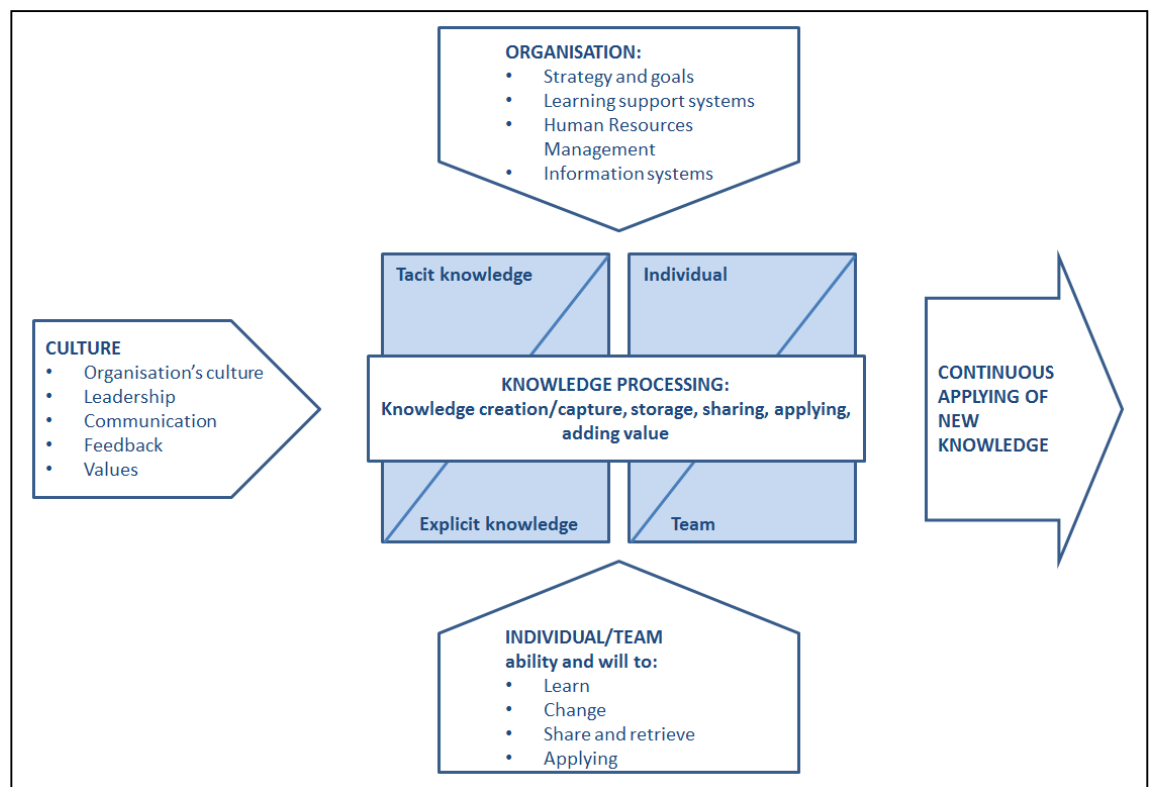 ORGANISATION:
• Strategy and goals
• Learning support systems
• Human Resources
Management
• Information systems
Tacit knowledge
Individual
CULTURE
• Organisation's culture
• Leadership
• Communication
• Feedback
• Values
KNOWLEDGE PROCESSING:
Knowledge creation/capture, storage, sharing, applying,
adding value
CONTINUOUS
APPLYING OF
NEW
KNOWLEDGE
Explicit knowledge
Team
INDIVIDUAL/TEAM
ability and will to:
• Learn
• Change
• Share and retrieve
• Applying